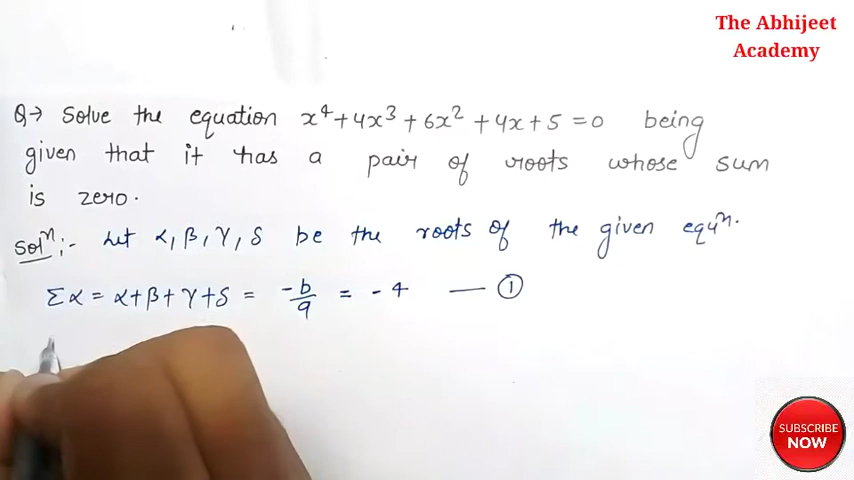 The Abhijeet
Academy
Q→ Solve the equation x⁴+4x³+6x²+4x+5=0 being
given that it has a pair of roots whose sum
is zero.
Solⁿ:- Let α, β, γ, δ be the roots of the given equⁿ.
Σα = α+β+γ+δ = -b/a = -4 — ①
SUBSCRIBE
NOW